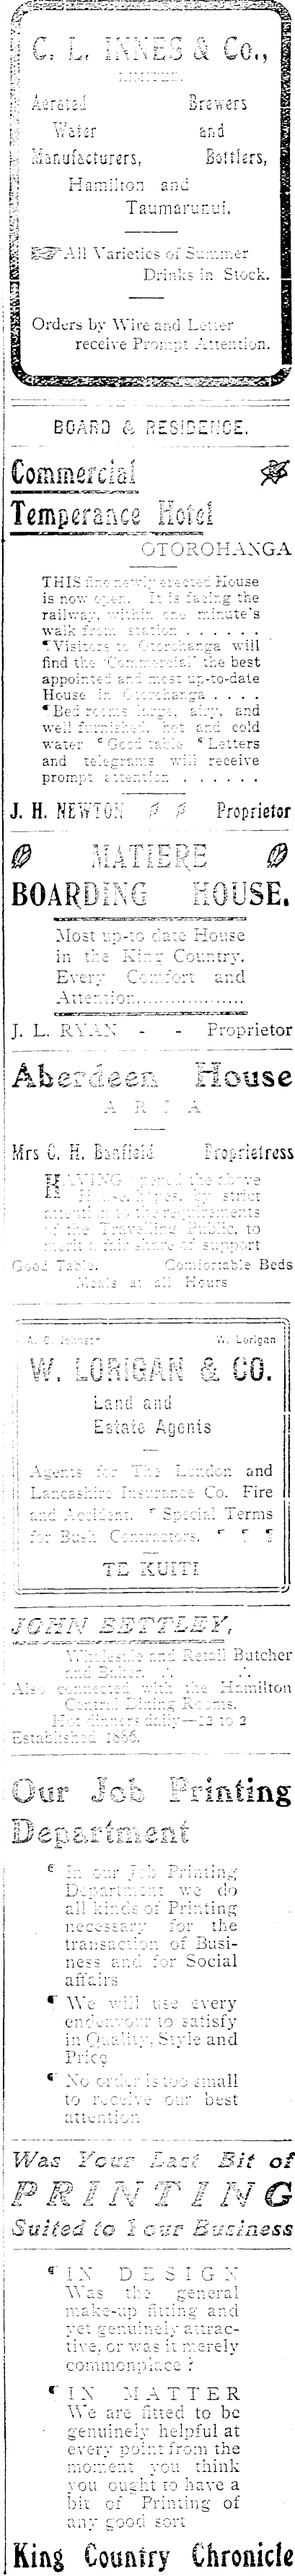 C. L. INNES & Co.,
LIMITED.
Aerated Brewers
Water and
Manufacturers, Bottlers,
Hamilton and
Taumarunui.
☞ All Varieties of Summer
Drinks in Stock.
Orders by Wire and Letter
receive Prompt Attention.
BOARD & RESIDENCE.
Commercial
Temperance Hotel
OTOROHANGA
THIS fine newly erected House
is now open. It is facing the
railway, within one minute's
walk from station . . . . . .
¶ Visitors to Otorohanga will
find the 'Commercial' the best
appointed and most up-to-date
House in Otorohanga . . . .
¶ Bed rooms large, airy, and
well furnished, hot and cold
water ¶ Good table ¶ Letters
and telegrams will receive
prompt attention . . . . . .
J. H. NEWTON Proprietor
MATIERE
BOARDING HOUSE.
Most up-to date House
in the King Country.
Every Comfort and
Attention....................
J. L. RYAN - - Proprietor
Aberdeen House
ARIA
Mrs C. H. Banfield Proprietress
HAVING opened the above
House, hopes, by strict
attention to the requirements
of the Travelling Public, to
merit a fair share of support
Good Table. Comfortable Beds
Meals at all Hours
A. C. Johnson W. Lorigan
W. LORIGAN & CO.
Land and
Estate Agents
Agents for The London and
Lancashire Insurance Co. Fire
and Accident. ¶ Special Terms
for Bush Contractors. ¶ ¶ ¶
TE KUITI
JOHN BETTLEY,
Wholesale and Retail Butcher
and Baker. ∴ ∴
Also connected with the Hamilton
Central Dining Rooms.
Hot dinners daily—12 to 2
Established 1886.
Our Job Printing
Department
¶ In our Job Printing
Department we do
all kinds of Printing
necessary for the
transaction of Busi-
ness and for Social
affairs
¶ We will use every
endeavour to satisfy
in Quality, Style and
Price
¶ No order is too small
to receive our best
attention
Was Your Last Bit of
PRINTING
Suited to Your Business
¶ IN DESIGN
Was the general
make-up fitting and
yet genuinely attrac-
tive, or was it merely
commonplace ?
¶ IN MATTER
We are fitted to be
genuinely helpful at
every point from the
moment you think
you ought to have a
bit of Printing of
any good sort
King Country Chronicle